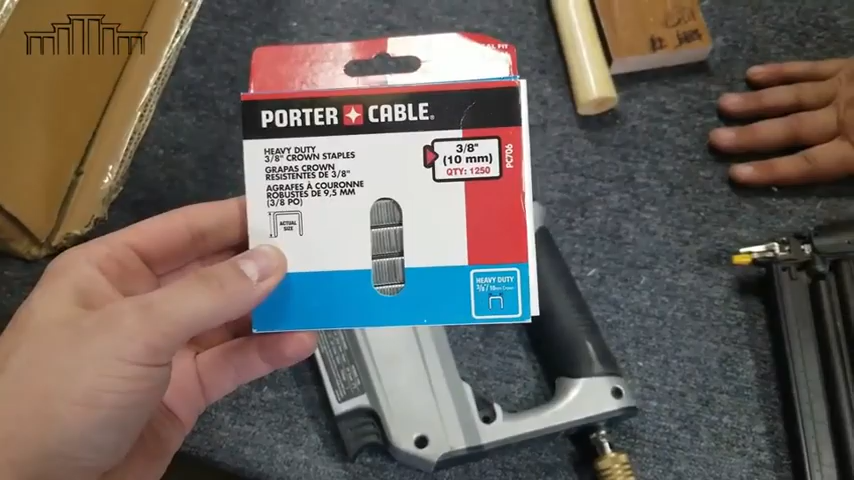 PORTER CABLE®
HEAVY DUTY
3/8" CROWN STAPLES
GRAPAS CROWN
RESISTENTES DE 3/8"
AGRAFES À COURONNE
ROBUSTES DE 9,5 MM
(3/8 PO)
ACTUAL
SIZE
3/8"
(10 mm)
QTY: 1250
PC706
HEAVY DUTY